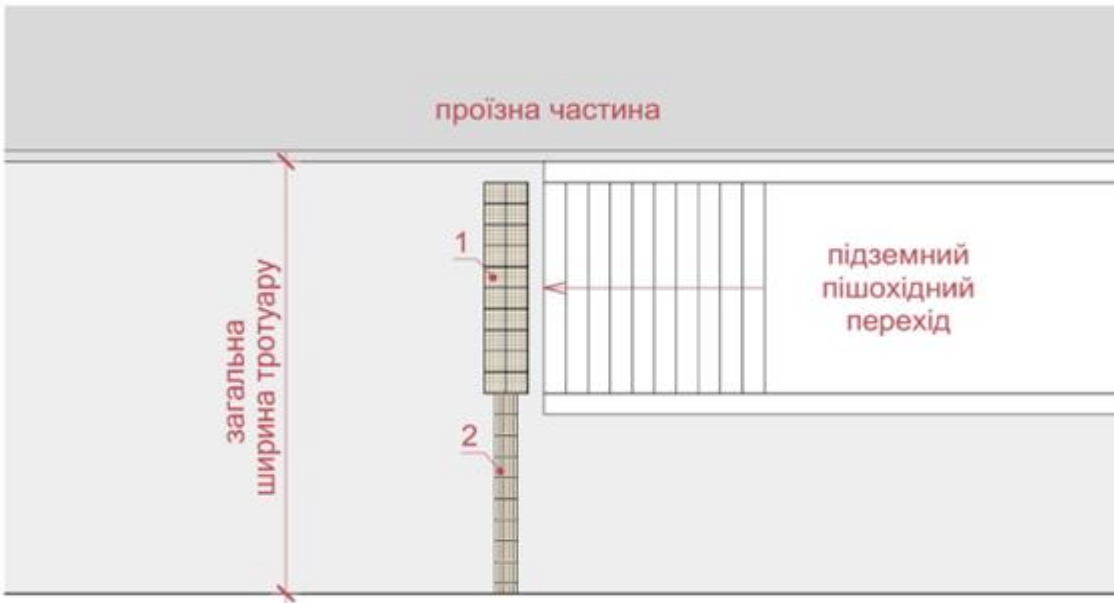 проїзна частина
1
загальна
ширина тротуару
підземний
пішохідний
перехід
2